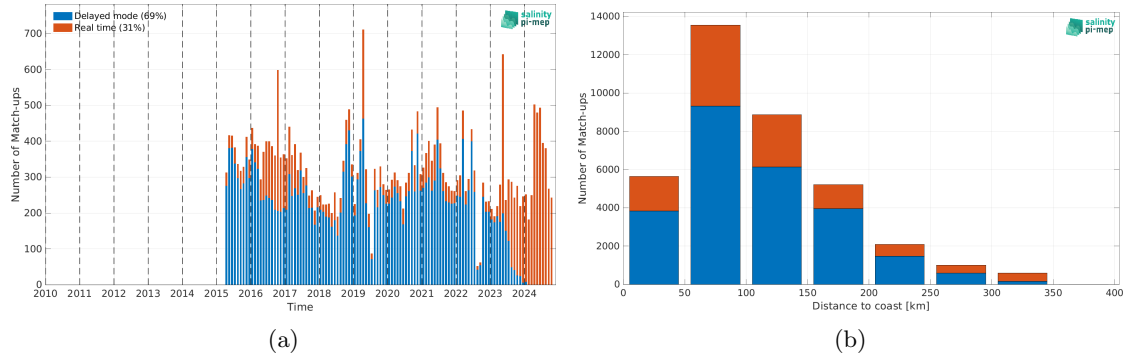 Delayed mode (69%)
Real time (31%)
salinity
pi-mep
700
600
500
400
300
200
100
0
Number of Match-ups
2010 2011 2012 2013 2014 2015 2016 2017 2018 2019 2020 2021 2022 2023 2024
Time
(a)
salinity
pi-mep
14000
12000
10000
8000
6000
4000
2000
0
Number of Match-ups
0 50 100 150 200 250 300 350 400
Distance to coast [km]
(b)